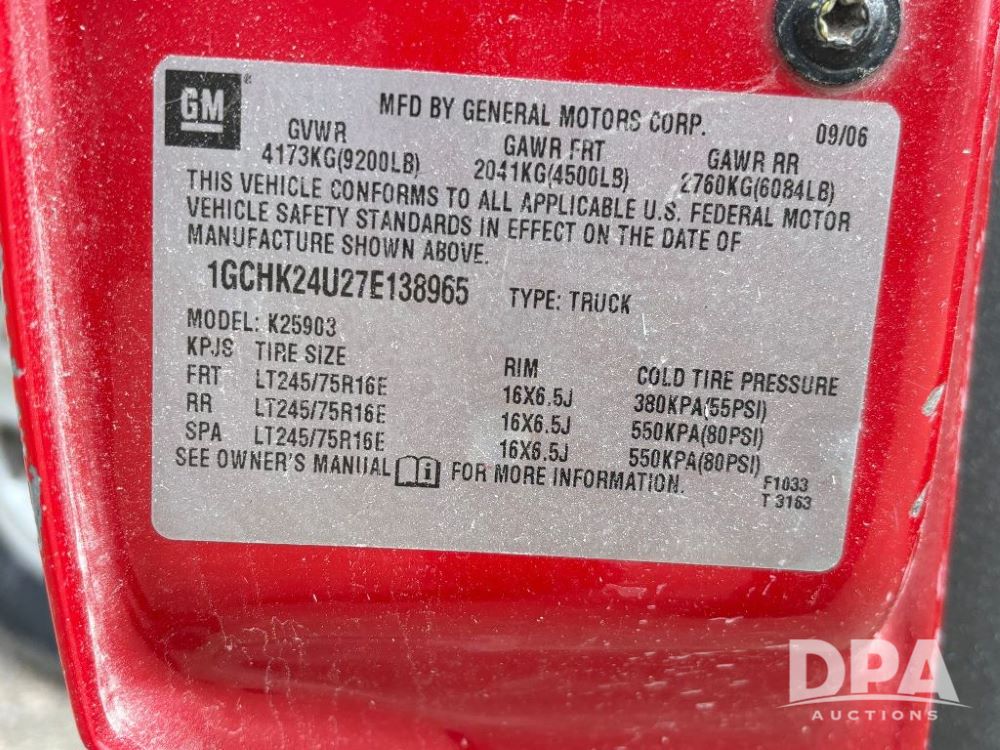 GM®
MFD BY GENERAL MOTORS CORP. 09/06
GVWR GAWR FRT GAWR RR
4173KG(9200LB) 2041KG(4500LB) 2760KG(6084LB)
THIS VEHICLE CONFORMS TO ALL APPLICABLE U.S. FEDERAL MOTOR
VEHICLE SAFETY STANDARDS IN EFFECT ON THE DATE OF
MANUFACTURE SHOWN ABOVE.
1GCHK24U27E138965 TYPE: TRUCK
MODEL: K25903
KPJS TIRE SIZE RIM COLD TIRE PRESSURE
FRT LT245/75R16E 16X6.5J 380KPA(55PSI)
RR LT245/75R16E 16X6.5J 550KPA(80PSI)
SPA LT245/75R16E 16X6.5J 550KPA(80PSI)
SEE OWNER'S MANUAL FOR MORE INFORMATION.
F1033
T 3163
DPA
AUCTIONS